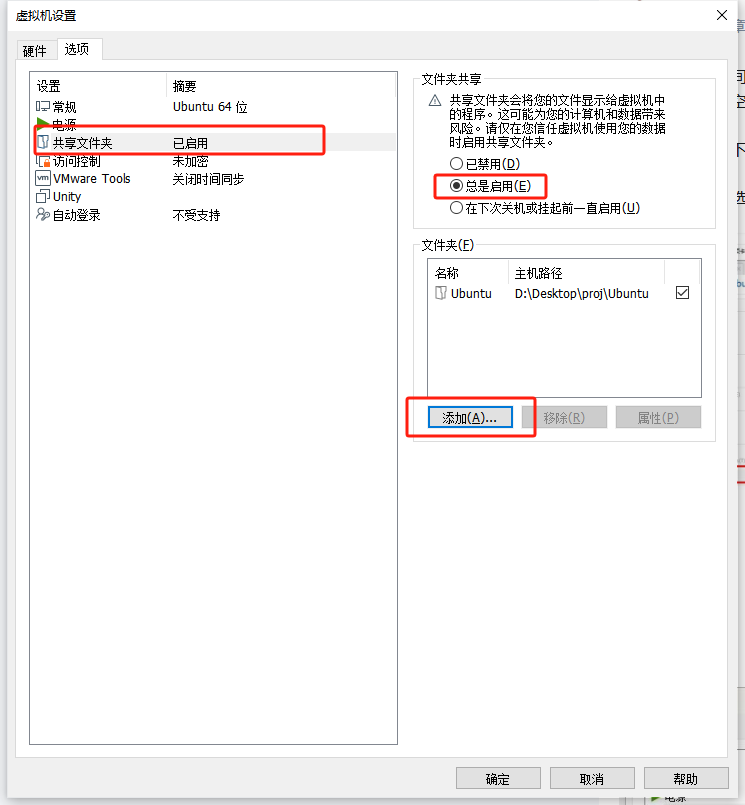 虚拟机设置
硬件 选项
设置 摘要
常规 Ubuntu 64 位
电源
共享文件夹 已启用
访问控制 未加密
VMware Tools 关闭时间同步
Unity
自动登录 不受支持
文件夹共享
共享文件夹会将您的文件显示给虚拟机中
的程序。这可能为您的计算机和数据带来
风险。请仅在您信任虚拟机使用您的数据
时启用共享文件夹。
已禁用(D)
总是启用(E)
在下次关机或挂起前一直启用(U)
文件夹(F)
名称 主机路径
Ubuntu D:\Desktop\proj\Ubuntu
添加(A)... 移除(R) 属性(P)
确定 取消 帮助
电源